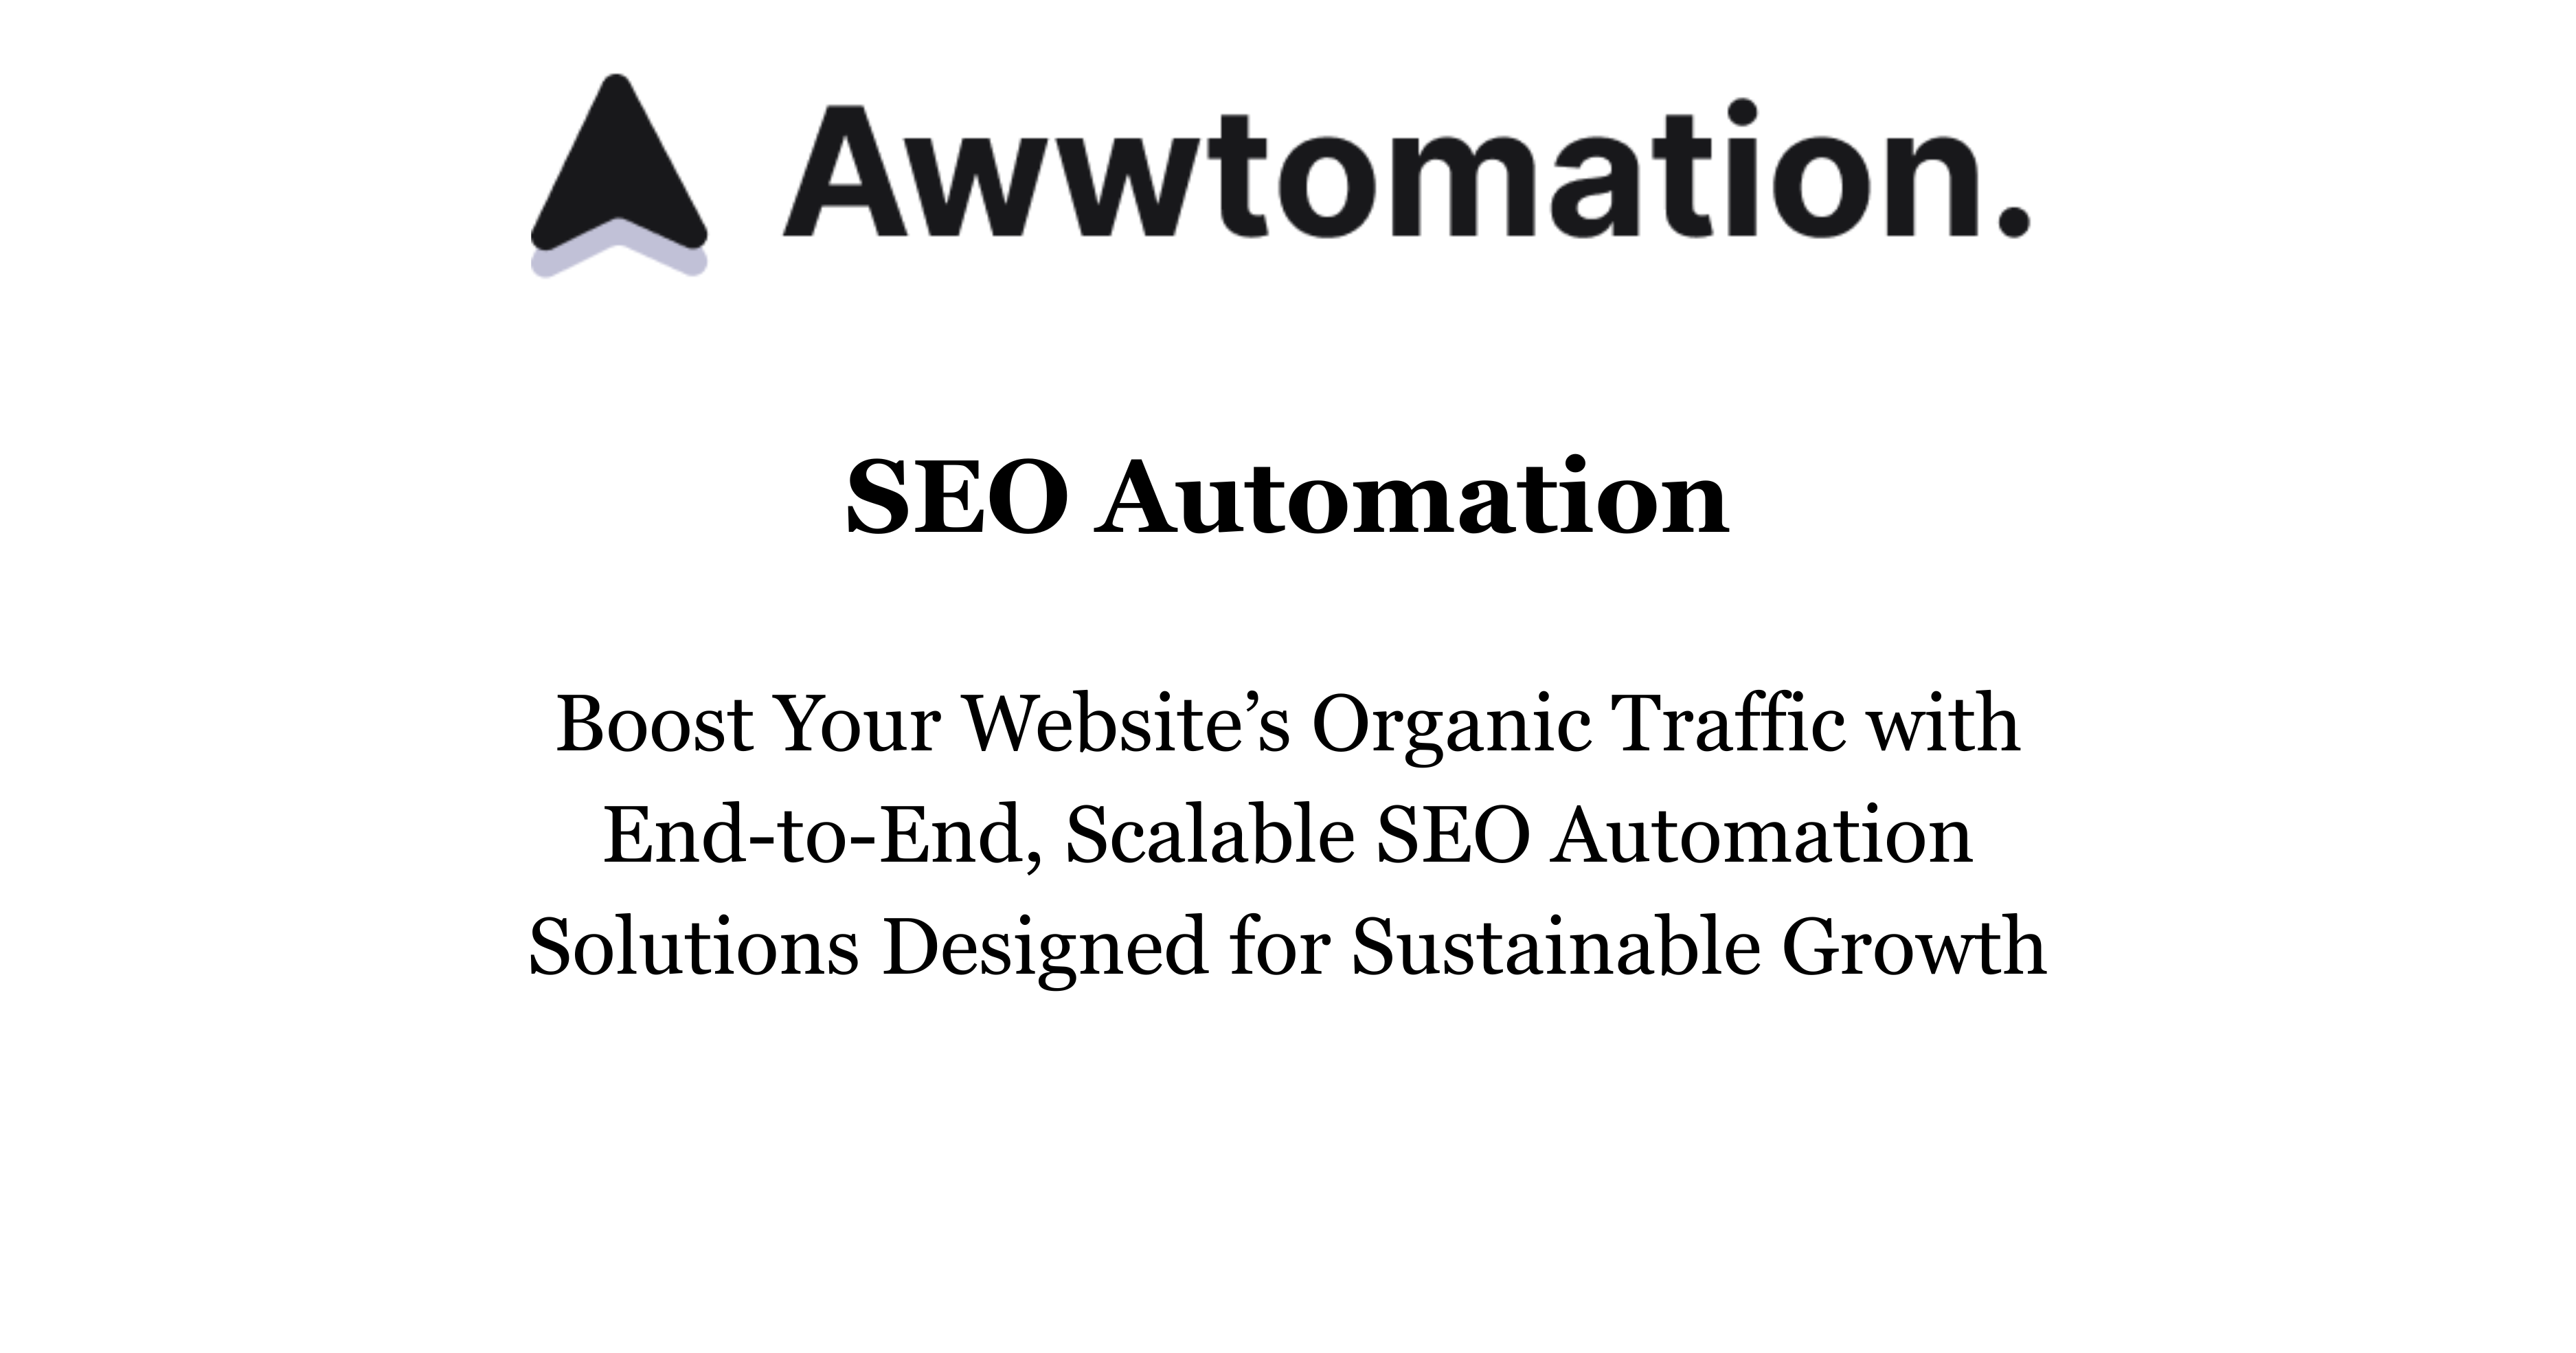 Awwtomation.
SEO Automation
Boost Your Website’s Organic Traffic with
End-to-End, Scalable SEO Automation
Solutions Designed for Sustainable Growth